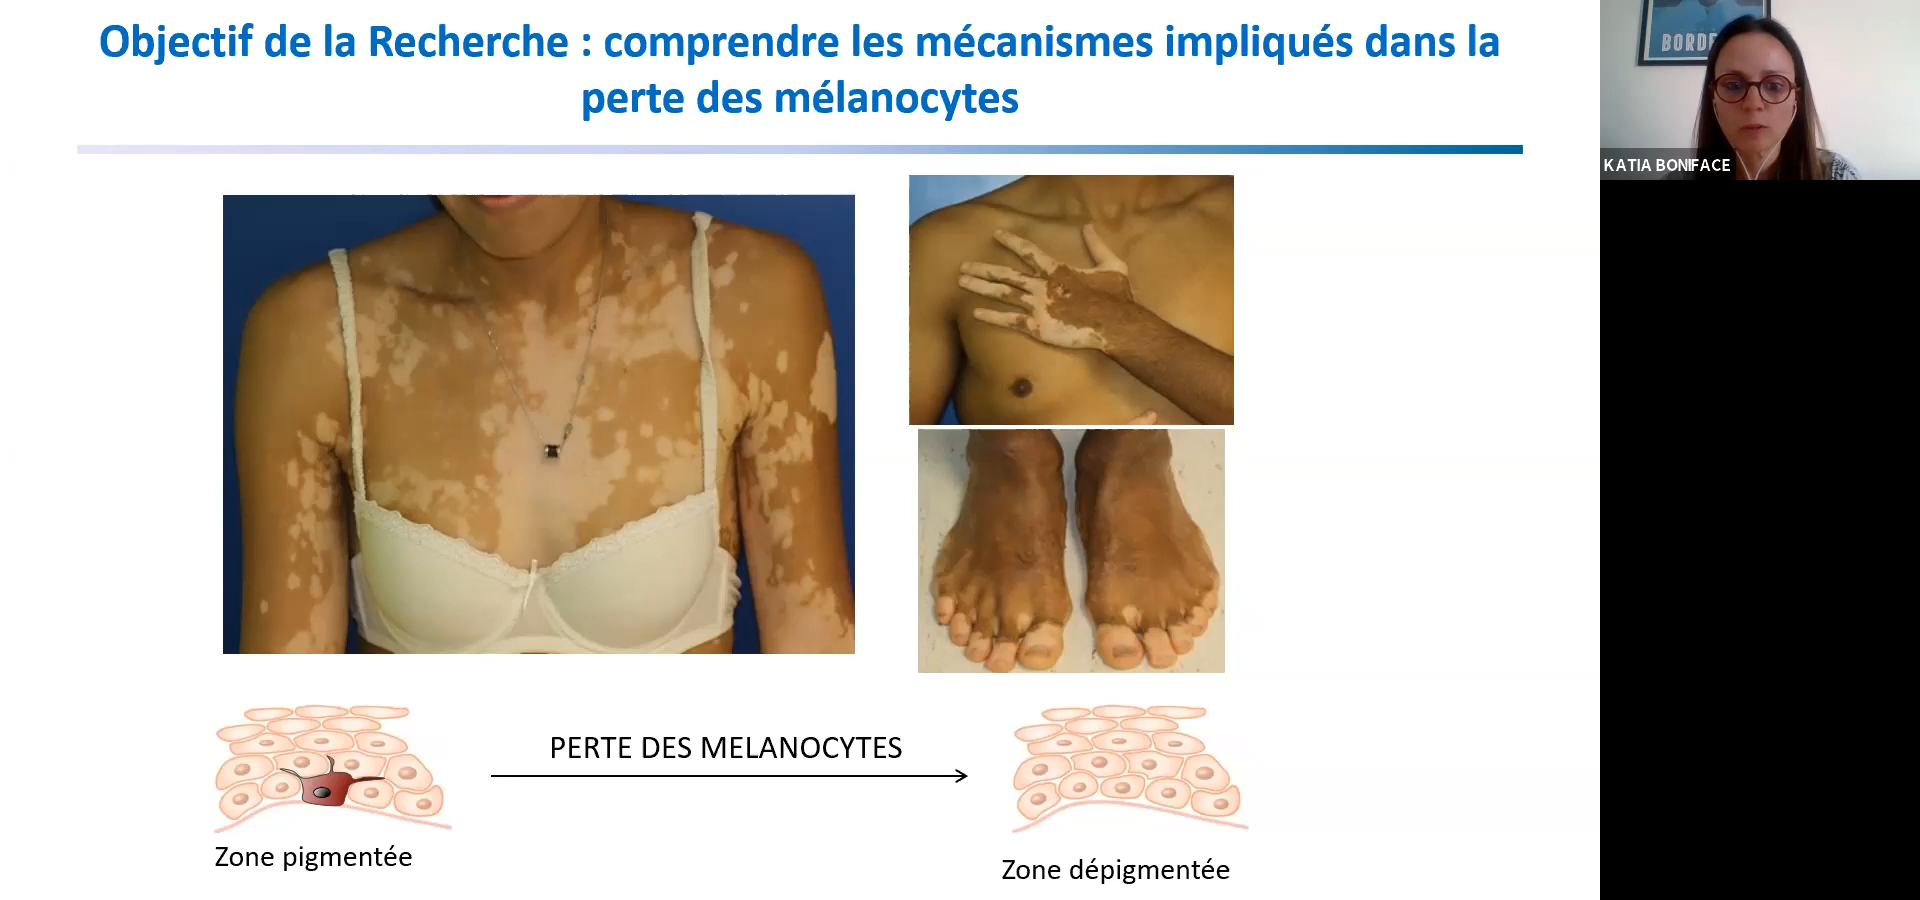 Objectif de la Recherche : comprendre les mécanismes impliqués dans la
perte des mélanocytes
KATIA BONIFACE
PERTE DES MELANOCYTES
Zone pigmentée
Zone dépigmentée